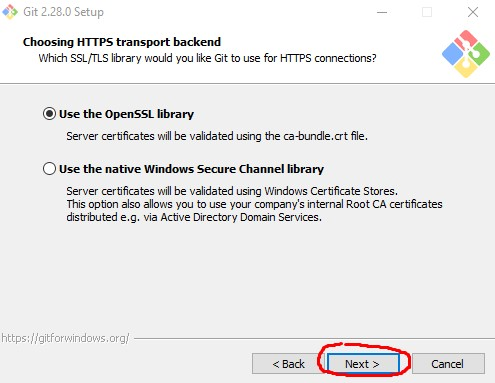 Git 2.28.0 Setup
Choosing HTTPS transport backend
Which SSL/TLS library would you like Git to use for HTTPS connections?
Use the OpenSSL library
Server certificates will be validated using the ca-bundle.crt file.
Use the native Windows Secure Channel library
Server certificates will be validated using Windows Certificate Stores.
This option also allows you to use your company's internal Root CA certificates
distributed e.g. via Active Directory Domain Services.
https://gitforwindows.org/
< Back Next > Cancel